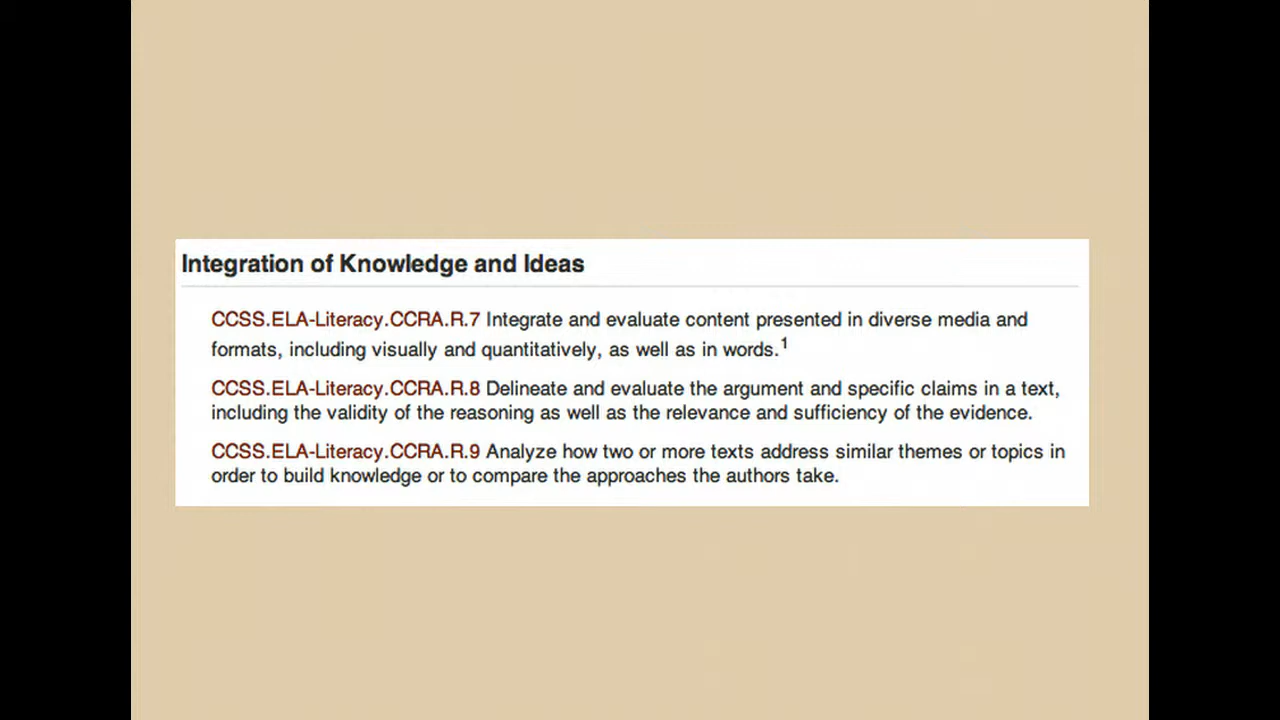 Integration of Knowledge and Ideas
CCSS.ELA-Literacy.CCRA.R.7 Integrate and evaluate content presented in diverse media and
formats, including visually and quantitatively, as well as in words.1
CCSS.ELA-Literacy.CCRA.R.8 Delineate and evaluate the argument and specific claims in a text,
including the validity of the reasoning as well as the relevance and sufficiency of the evidence.
CCSS.ELA-Literacy.CCRA.R.9 Analyze how two or more texts address similar themes or topics in
order to build knowledge or to compare the approaches the authors take.